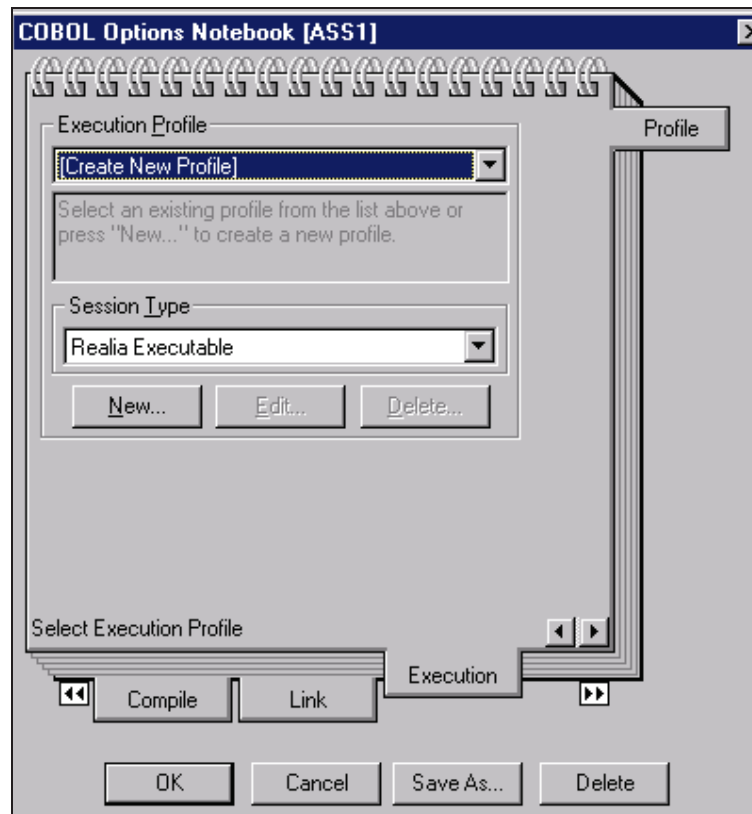 COBOL Options Notebook [ASS1]
Execution Profile
Profile
[Create New Profile]
Select an existing profile from the list above or
press "New..." to create a new profile.
Session Type
Realia Executable
New... Edit... Delete...
Select Execution Profile
Compile Link Execution
OK Cancel Save As... Delete